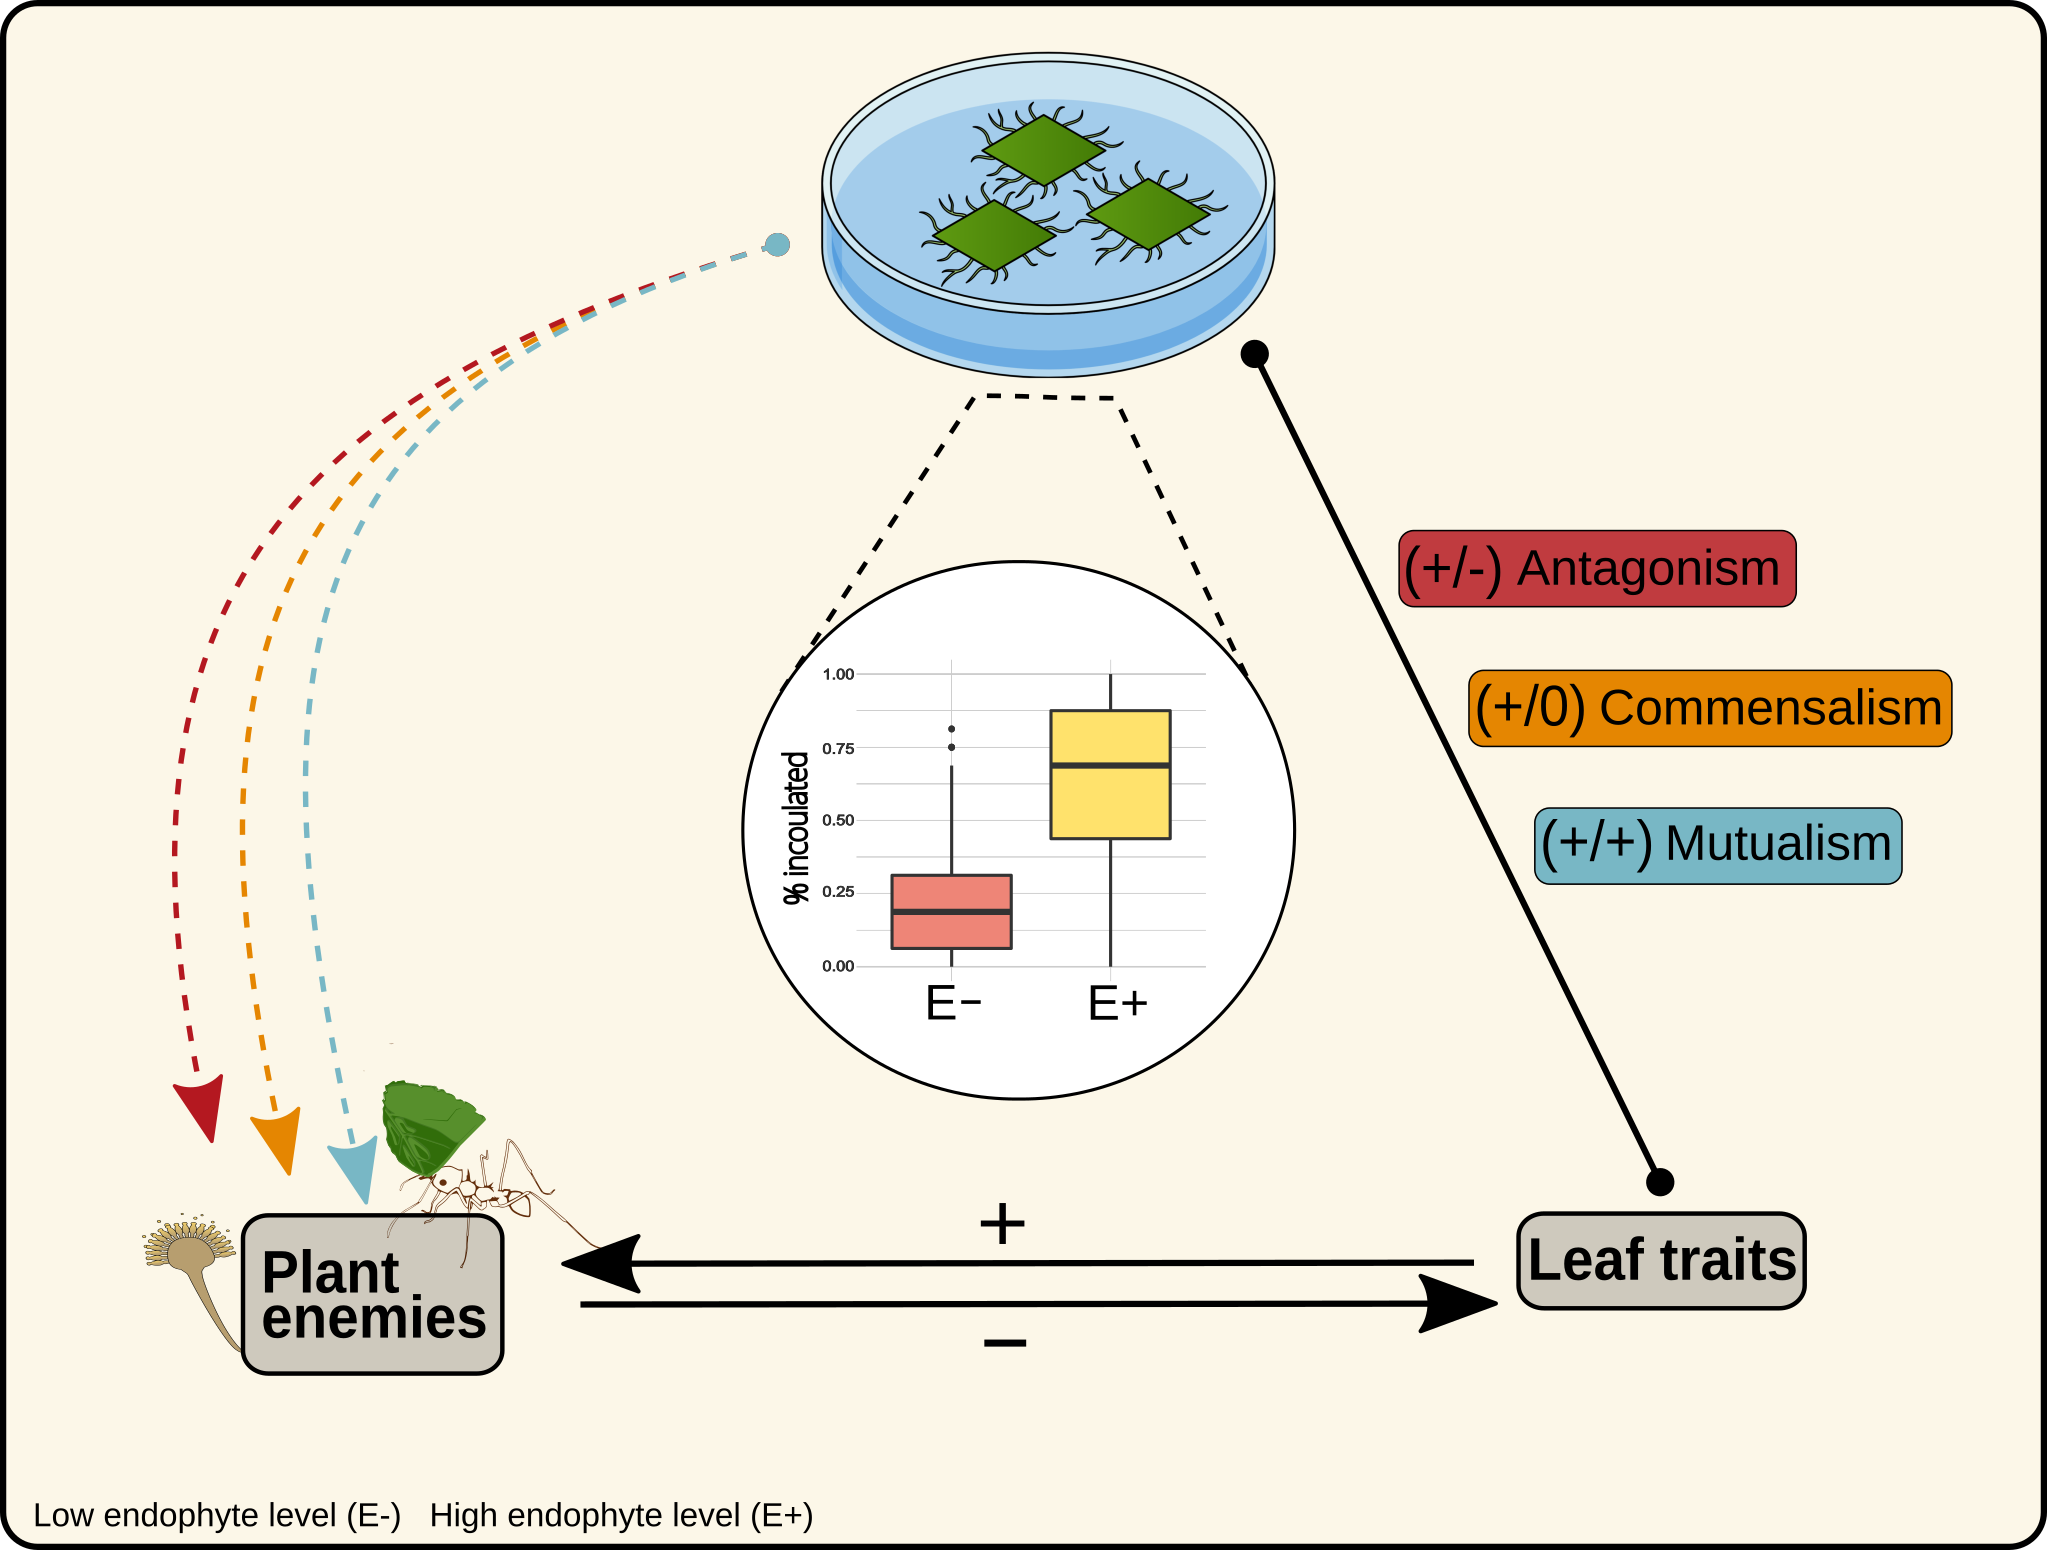 (+/-) Antagonism
(+/0) Commensalism
(+/+) Mutualism
% incoulated
1.00
0.75
0.50
0.25
0.00
E−
E+
+
−
Plant
enemies
Leaf traits
Low endophyte level (E-) High endophyte level (E+)